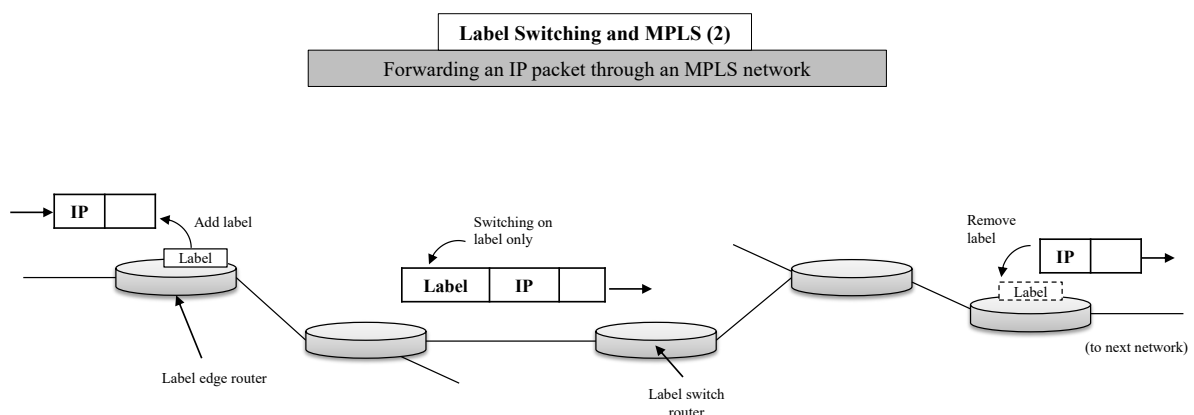 Label Switching and MPLS (2)
Forwarding an IP packet through an MPLS network
IP
Add label
Label
Label edge router
Switching on
label only
Label IP
Label switch
router
Remove
label
IP
Label
(to next network)